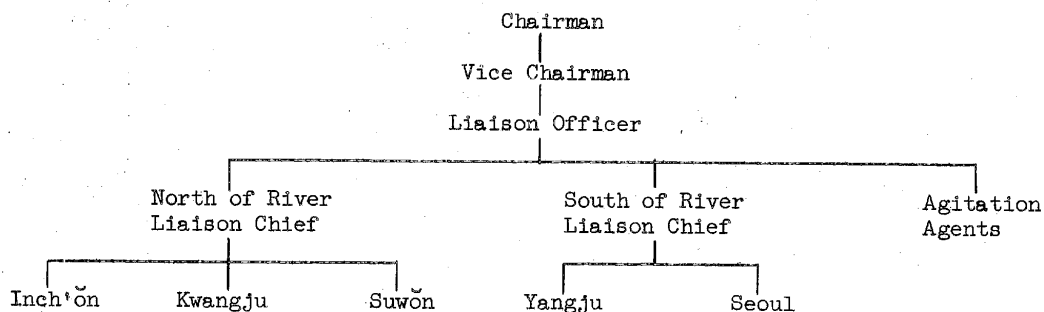 Chairman
Vice Chairman
Liaison Officer
North of River
Liaison Chief
South of River
Liaison Chief
Agitation
Agents
Inch'ŏn
Kwangju
Suwŏn
Yangju
Seoul